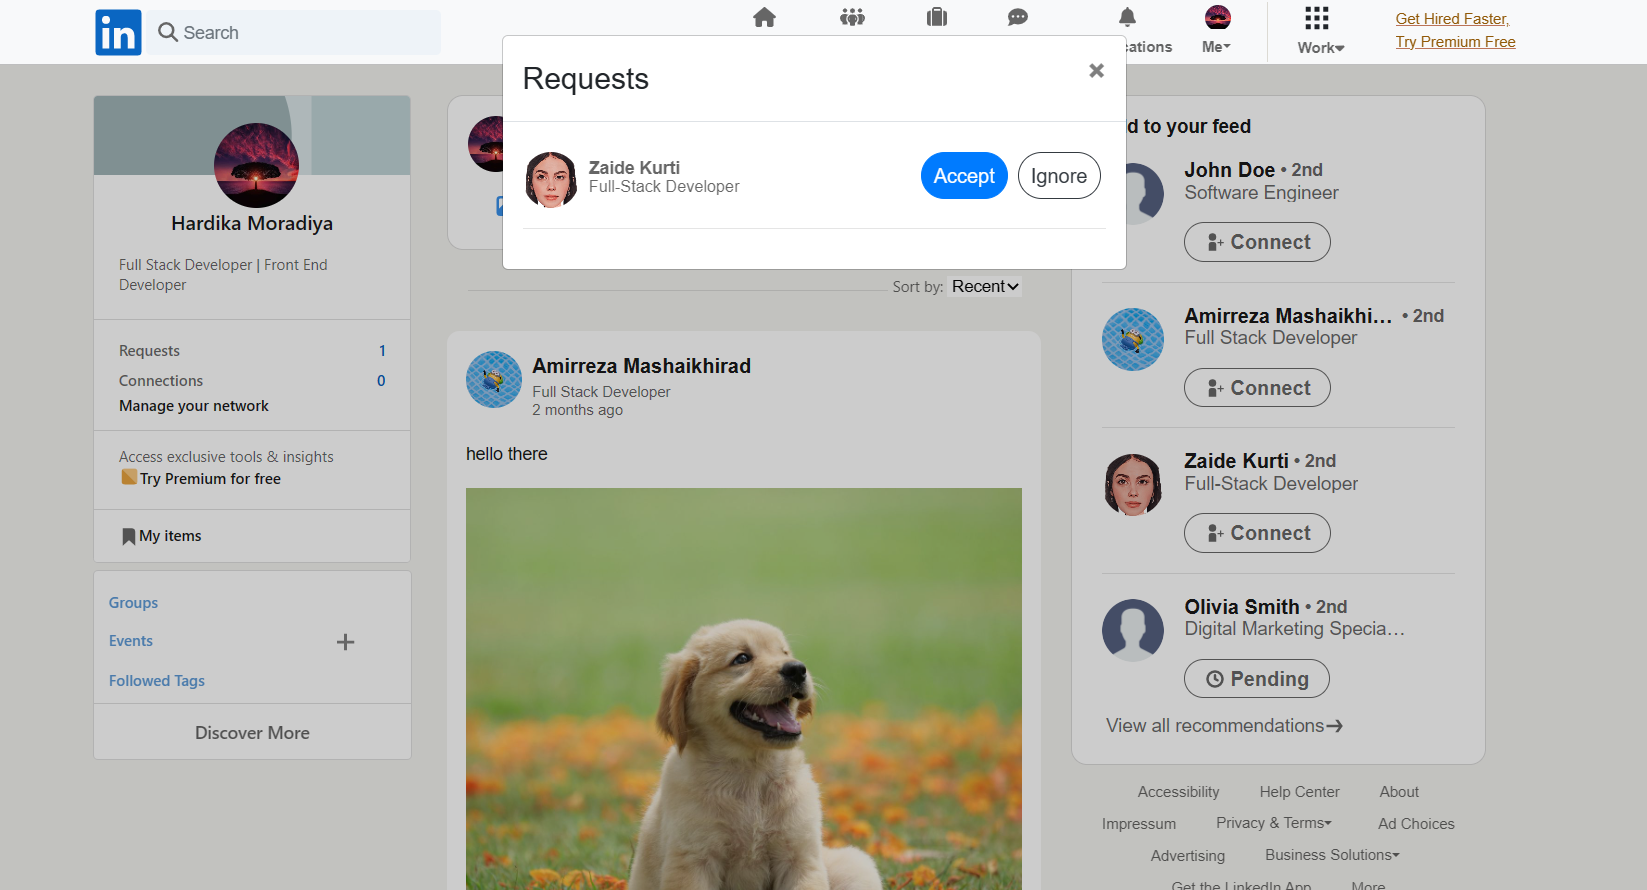 in
Search
cations
Me
Work
Get Hired Faster,
Try Premium Free
Requests
Zaide Kurti
Full-Stack Developer
Accept
Ignore
Hardika Moradiya
Full Stack Developer | Front End
Developer
Requests 1
Connections 0
Manage your network
Access exclusive tools & insights
Try Premium for free
My items
Groups
Events
Followed Tags
Discover More
Sort by: Recent
Amirreza Mashaikhirad
Full Stack Developer
2 months ago
hello there
d to your feed
John Doe • 2nd
Software Engineer
Connect
Amirreza Mashaikhi... • 2nd
Full Stack Developer
Connect
Zaide Kurti • 2nd
Full-Stack Developer
Connect
Olivia Smith • 2nd
Digital Marketing Specia...
Pending
View all recommendations
Accessibility Help Center About
Impressum Privacy & Terms Ad Choices
Advertising Business Solutions
Get the LinkedIn App More